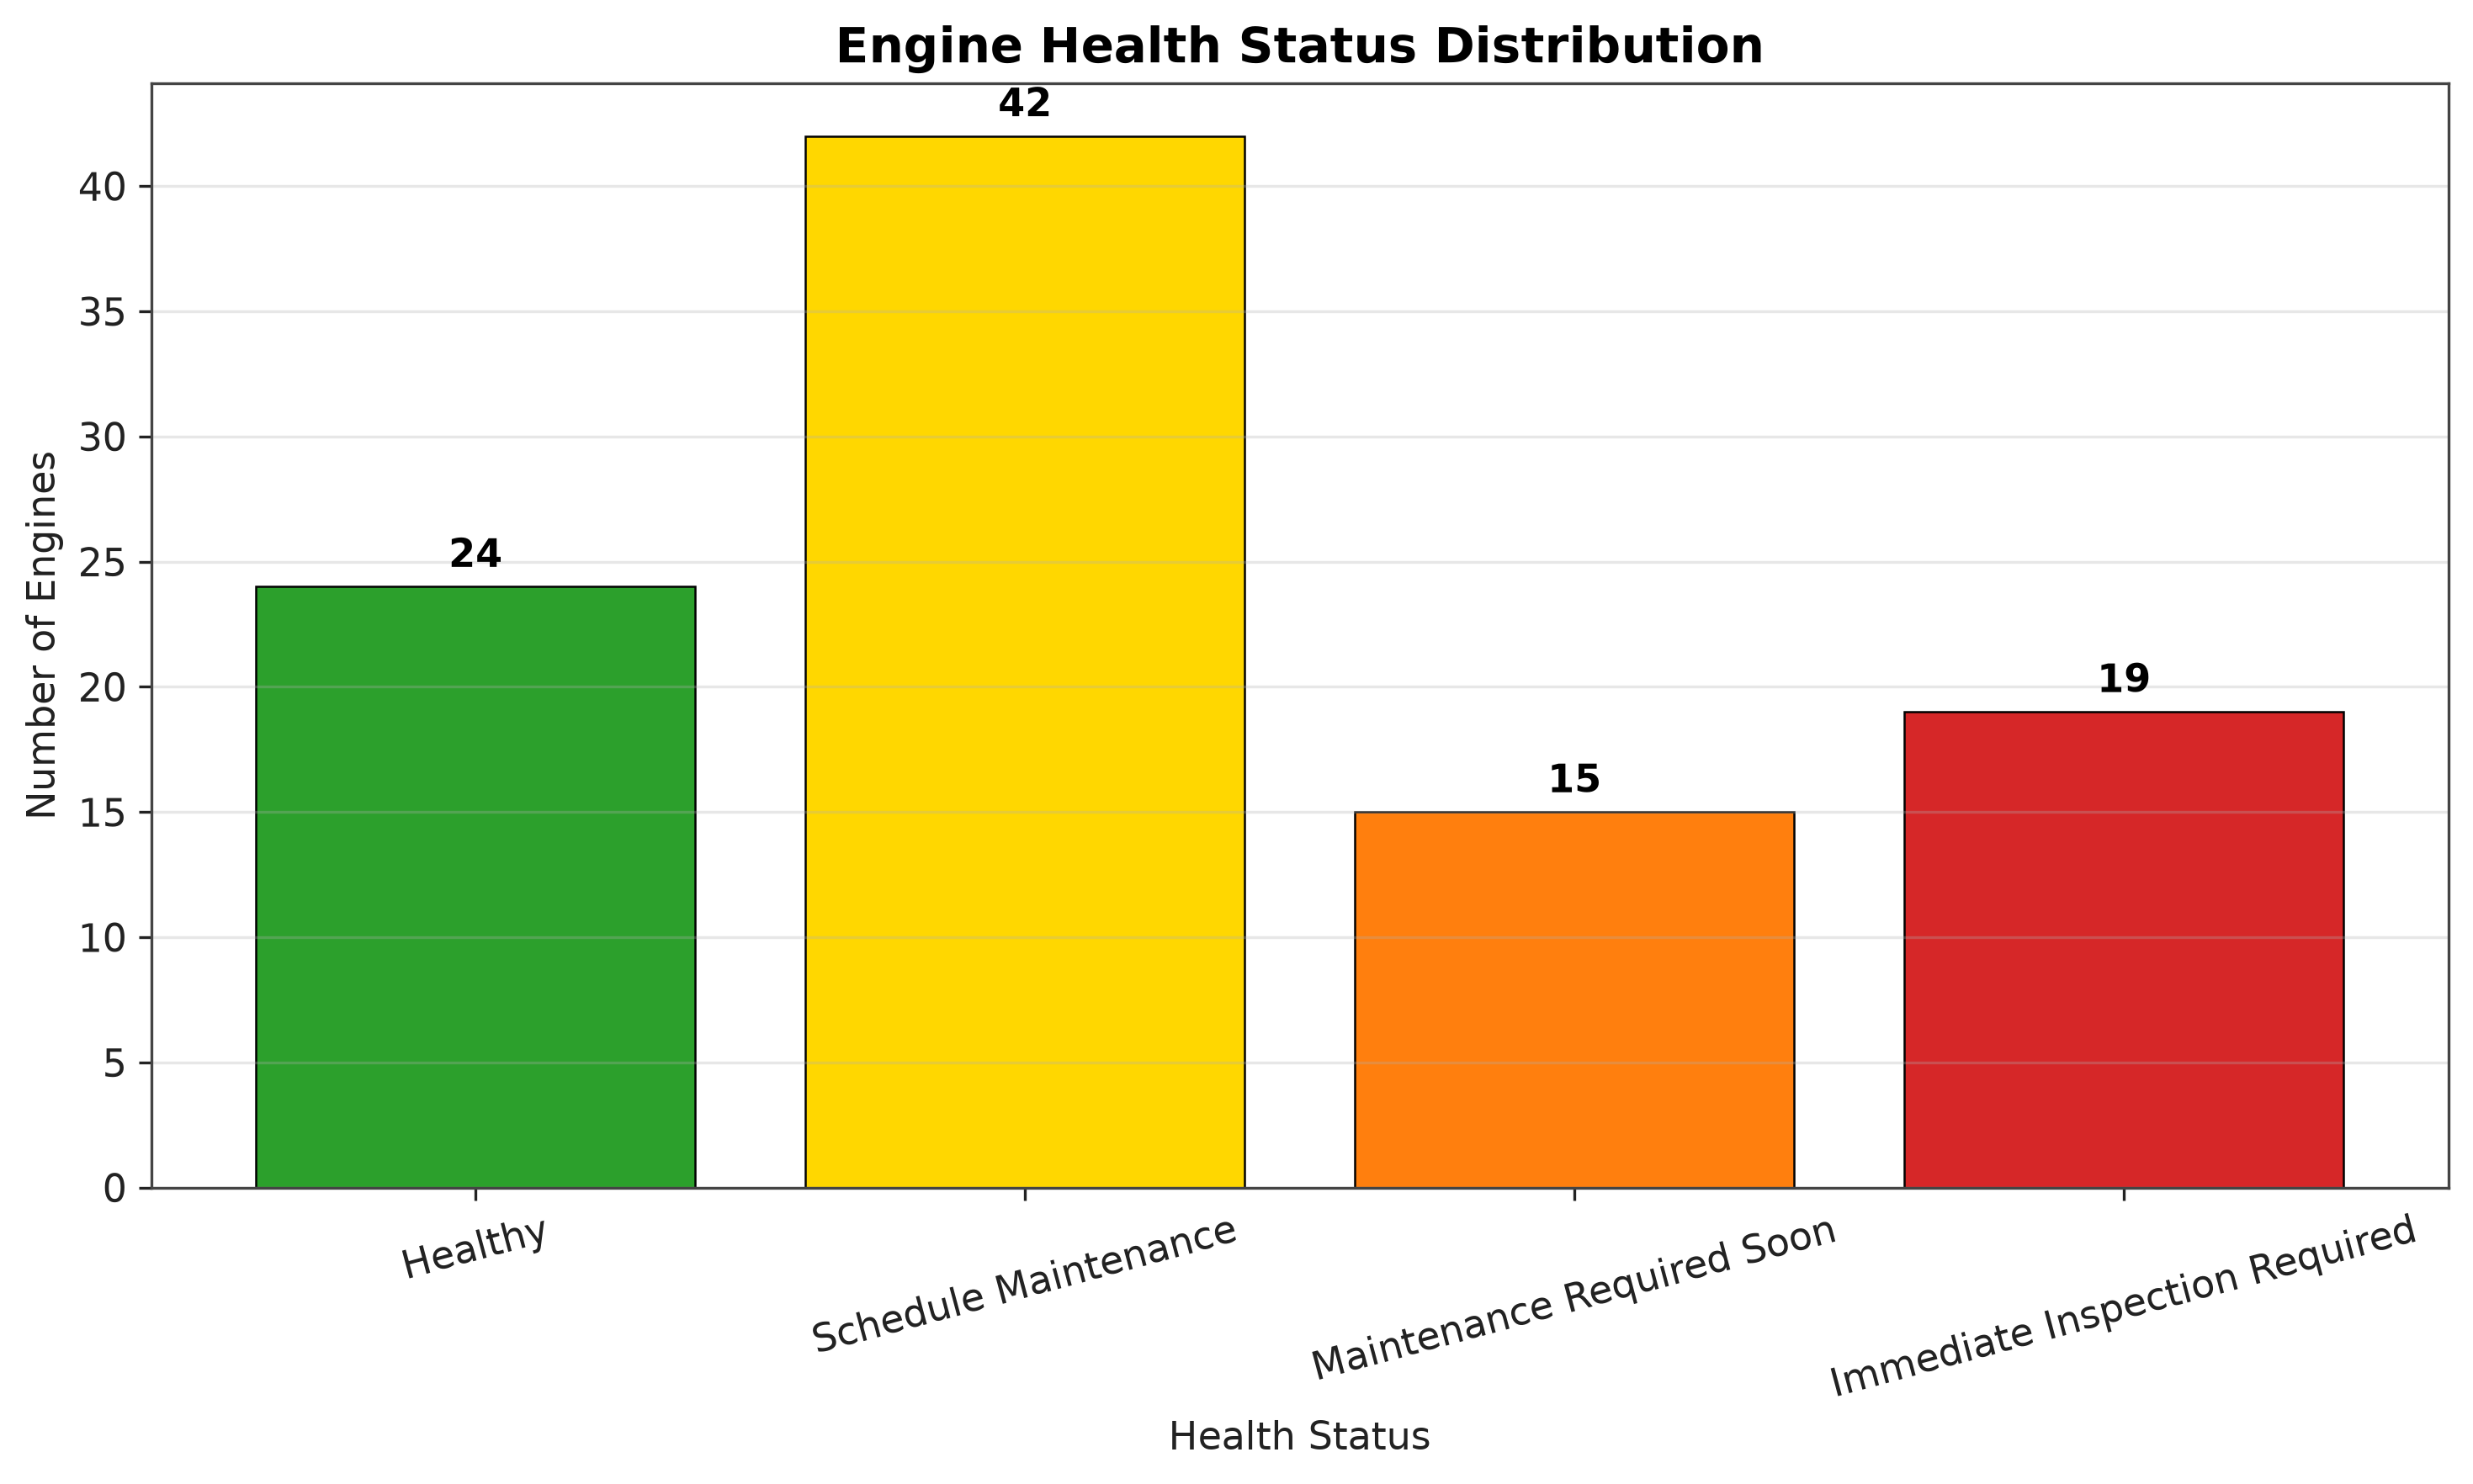 Engine Health Status Distribution
42
40
35
30
25
24
20
19
15
15
10
5
0
Number of Engines
Healthy
Schedule Maintenance
Maintenance Required Soon
Immediate Inspection Required
Health Status